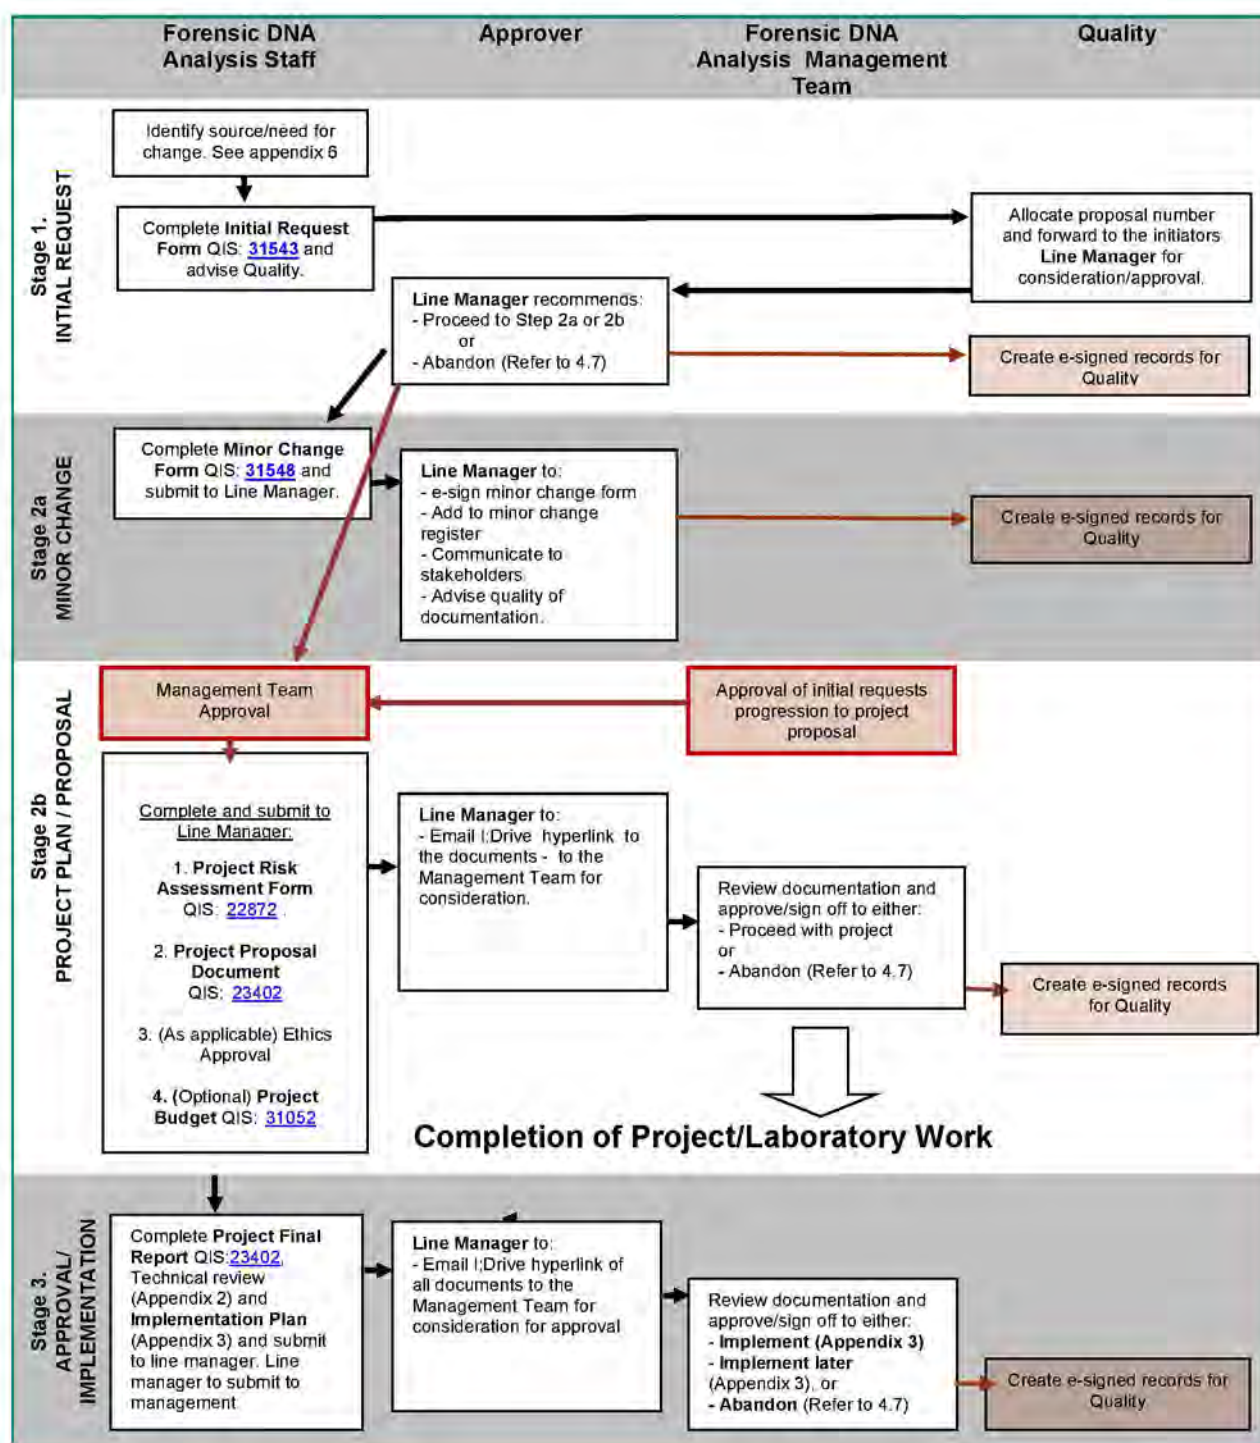 Forensic DNA
Analysis Staff
Approver
Forensic DNA
Analysis Management
Team
Quality
Stage 1.
INTIAL REQUEST
Identify source/need for
change. See appendix 6
Complete Initial Request
Form QIS: 31543 and
advise Quality.
Allocate proposal number
and forward to the initiators
Line Manager for
consideration/approval.
Line Manager recommends:
- Proceed to Step 2a or 2b
or
- Abandon (Refer to 4.7)
Create e-signed records for
Quality
Stage 2a
MINOR CHANGE
Complete Minor Change
Form QIS: 31548 and
submit to Line Manager.
Line Manager to:
- e-sign minor change form
- Add to minor change
register
- Communicate to
stakeholders
- Advise quality of
documentation.
Create e-signed records for
Quality
Stage 2b
PROJECT PLAN / PROPOSAL
Management Team
Approval
Approval of initial requests
progression to project
proposal
Complete and submit to
Line Manager:
1. Project Risk
Assessment Form
QIS: 22872 .
2. Project Proposal
Document
QIS: 23402
3. (As applicable) Ethics
Approval
4. (Optional) Project
Budget QIS: 31052
Line Manager to:
- Email I;Drive hyperlink to
the documents - to the
Management Team for
consideration.
Review documentation and
approve/sign off to either:
- Proceed with project
or
- Abandon (Refer to 4.7)
Create e-signed records
for Quality
Completion of Project/Laboratory Work
Stage 3.
APPROVAL/
IMPLEMENTATION
Complete Project Final
Report QIS:23402,
Technical review
(Appendix 2) and
Implementation Plan
(Appendix 3) and submit
to line manager. Line
manager to submit to
management
Line Manager to:
- Email I;Drive hyperlink of
all documents to the
Management Team for
consideration for approval
Review documentation and
approve/sign off to either:
- Implement (Appendix 3)
- Implement later
(Appendix 3), or
- Abandon (Refer to 4.7)
Create e-signed records for
Quality